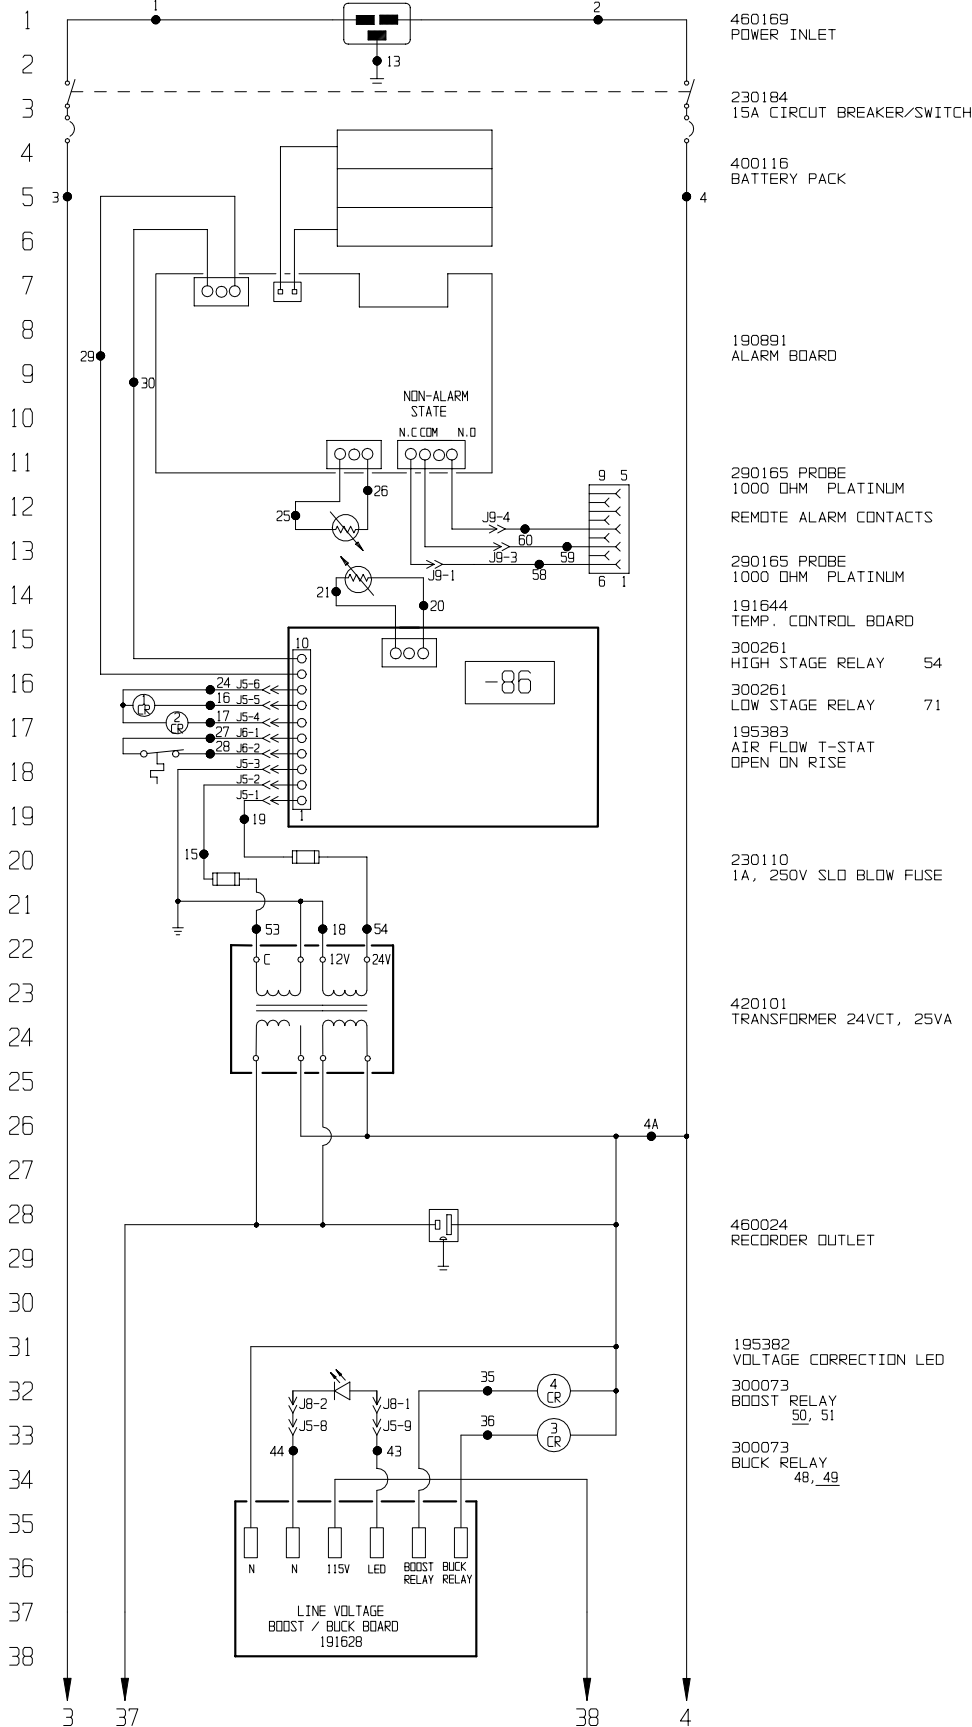 1
1
2
460169
POWER INLET
2
13
3
230184
15A CIRCUT BREAKER/SWITCH
4
400116
BATTERY PACK
5
3
4
6
7
8
190891
ALARM BOARD
29
9
30
NON-ALARM
STATE
10
N.C COM N.O
11
290165 PROBE
1000 OHM PLATINUM
9 5
26
12
25
J9-4
REMOTE ALARM CONTACTS
60
13
J9-3
59
290165 PROBE
1000 OHM PLATINUM
J9-1
58
6 1
14
21
20
191644
TEMP. CONTROL BOARD
15
10
300261
HIGH STAGE RELAY 54
16
24 J5-6
-86
300261
LOW STAGE RELAY 71
1
CR
16 J5-5
17
2
CR
17 J5-4
195383
AIR FLOW T-STAT
OPEN ON RISE
27 J6-1
28 J6-2
18
J5-3
J5-2
J5-1
19
19
1
20
15
230110
1A, 250V SLO BLOW FUSE
21
53
18
54
22
C
12V
24V
23
420101
TRANSFORMER 24VCT, 25VA
24
25
26
4A
27
28
460024
RECORDER OUTLET
29
30
31
195382
VOLTAGE CORRECTION LED
32
J8-2
J8-1
35
4
CR
300073
BOOST RELAY
50, 51
33
J5-8
J5-9
36
3
CR
44
43
300073
BUCK RELAY
48, 49
34
35
36
N
N
115V
LED
BOOST
RELAY
BUCK
RELAY
37
LINE VOLTAGE
BOOST / BUCK BOARD
191628
38
3
37
38
4